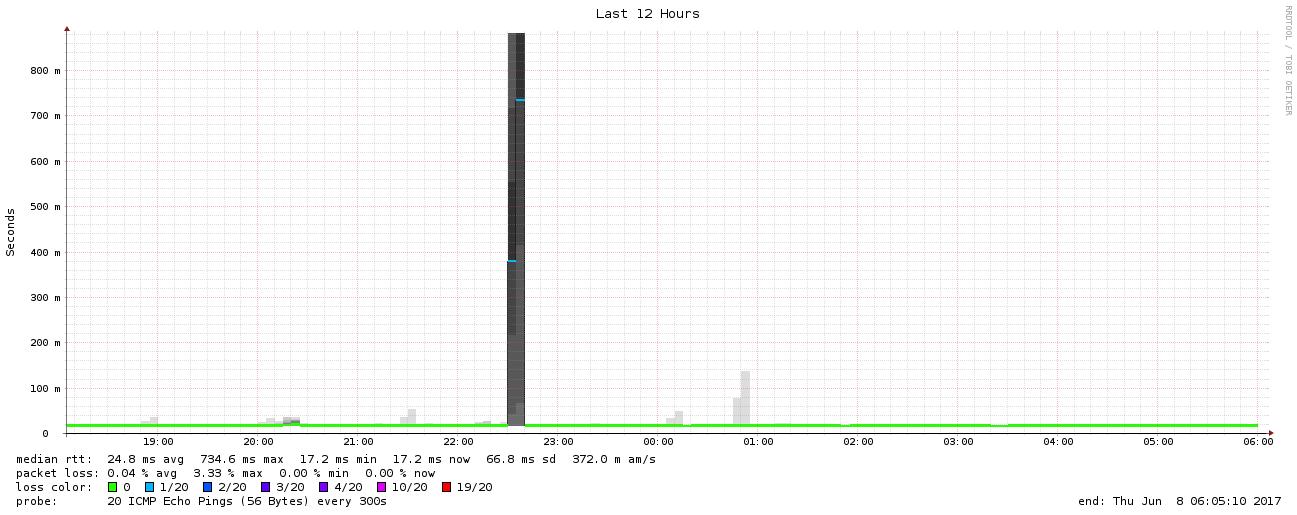 Last 12 Hours
RRDTOOL / TOBI OETIKER
Seconds
800 m
700 m
600 m
500 m
400 m
300 m
200 m
100 m
0
19:00 20:00 21:00 22:00 23:00 00:00 01:00 02:00 03:00 04:00 05:00 06:00
median rtt: 24.8 ms avg 734.6 ms max 17.2 ms min 17.2 ms now 66.8 ms sd 372.0 m am/s
packet loss: 0.04 % avg 3.33 % max 0.00 % min 0.00 % now
loss color: 0 1/20 2/20 3/20 4/20 10/20 19/20
probe: 20 ICMP Echo Pings (56 Bytes) every 300s end: Thu Jun 8 06:05:10 2017